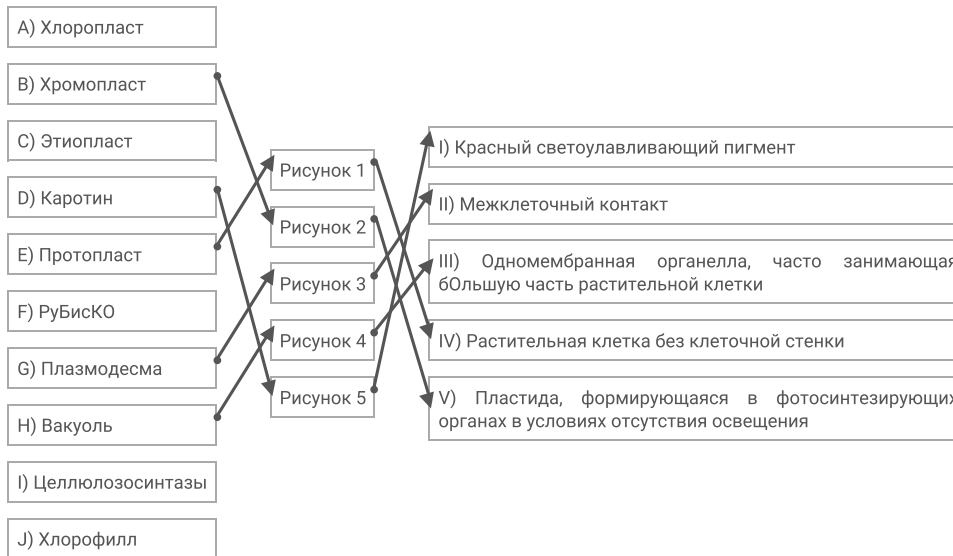 A) Хлоропласт
B) Хромопласт
C) Этиопласт
D) Каротин
E) Протопласт
F) РуБисКО
G) Плазмодесма
H) Вакуоль
I) Целлюлозосинтазы
J) Хлорофилл
Рисунок 1
Рисунок 2
Рисунок 3
Рисунок 4
Рисунок 5
I) Красный светоулавливающий пигмент
II) Межклеточный контакт
III) Одномембранная органелла, часто занимающая
бОльшую часть растительной клетки
IV) Растительная клетка без клеточной стенки
V) Пластида, формирующаяся в фотосинтезирующих
органах в условиях отсутствия освещения